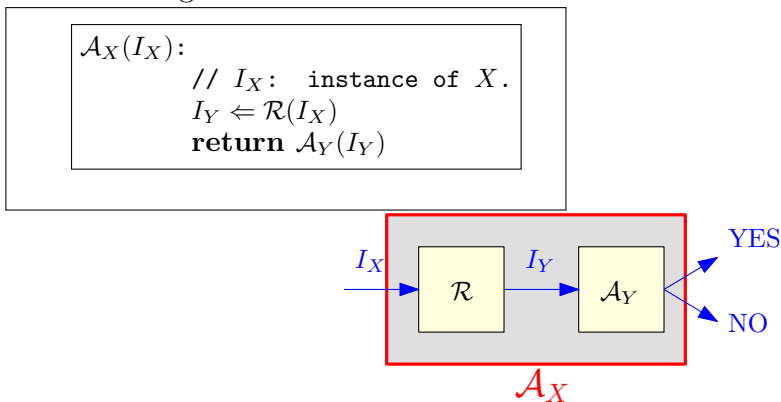 𝒜_X(I_X):
// I_X: instance of X.
I_Y ⇐ ℛ(I_X)
return 𝒜_Y(I_Y)
YES
I_X
I_Y
ℛ
𝒜_Y
NO
𝒜_X